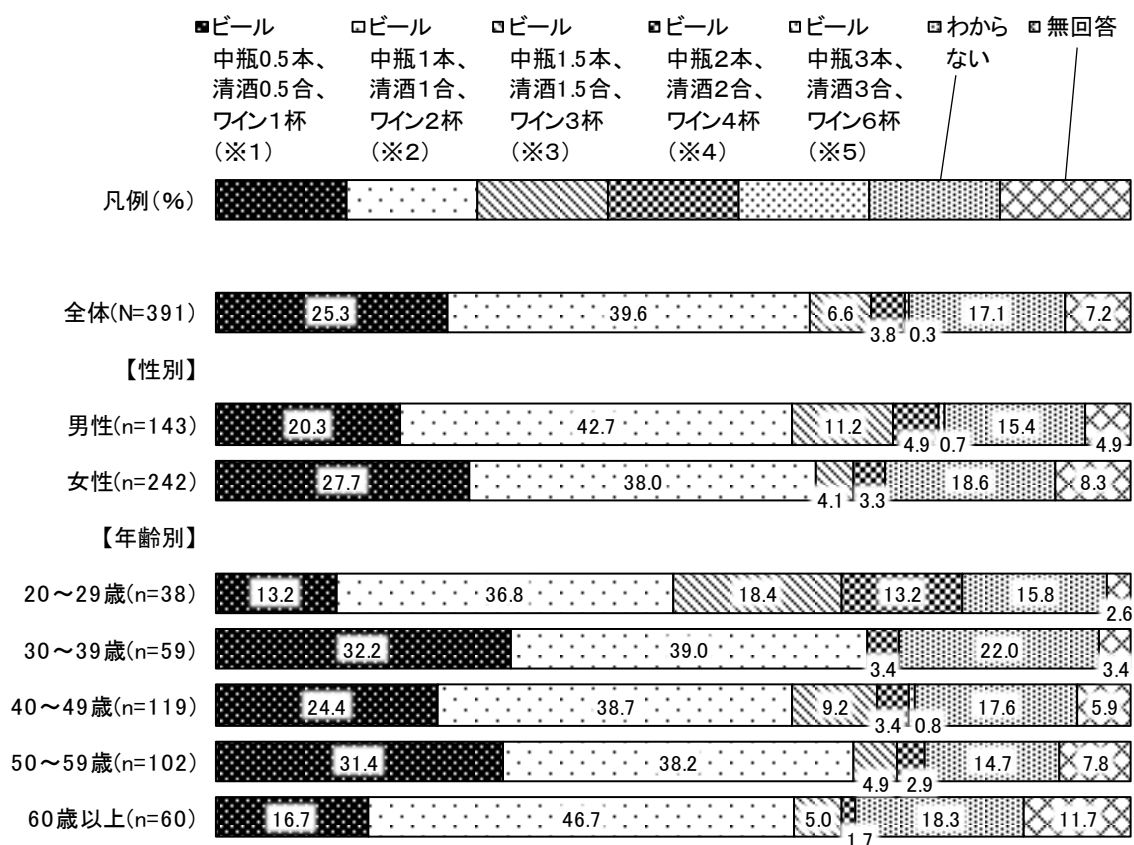 ■ビール □ビール ビール ビール ビール わから 無回答
中瓶0.5本、 中瓶1本、 中瓶1.5本、 中瓶2本、 中瓶3本、 ない
清酒0.5合、 清酒1合、 清酒1.5合、 清酒2合、 清酒3合、
ワイン1杯 ワイン2杯 ワイン3杯 ワイン4杯 ワイン6杯
(※1) (※2) (※3) (※4) (※5)
凡例(%)
全体(N=391) 25.3 39.6 6.6 3.8 0.3 17.1 7.2
【性別】
男性(n=143) 20.3 42.7 11.2 4.9 0.7 15.4 4.9
女性(n=242) 27.7 38.0 4.1 3.3 18.6 8.3
【年齢別】
20~29歳(n=38) 13.2 36.8 18.4 13.2 15.8 2.6
30~39歳(n=59) 32.2 39.0 3.4 22.0 3.4
40~49歳(n=119) 24.4 38.7 9.2 3.4 0.8 17.6 5.9
50~59歳(n=102) 31.4 38.2 4.9 2.9 14.7 7.8
60歳以上(n=60) 16.7 46.7 5.0 1.7 18.3 11.7